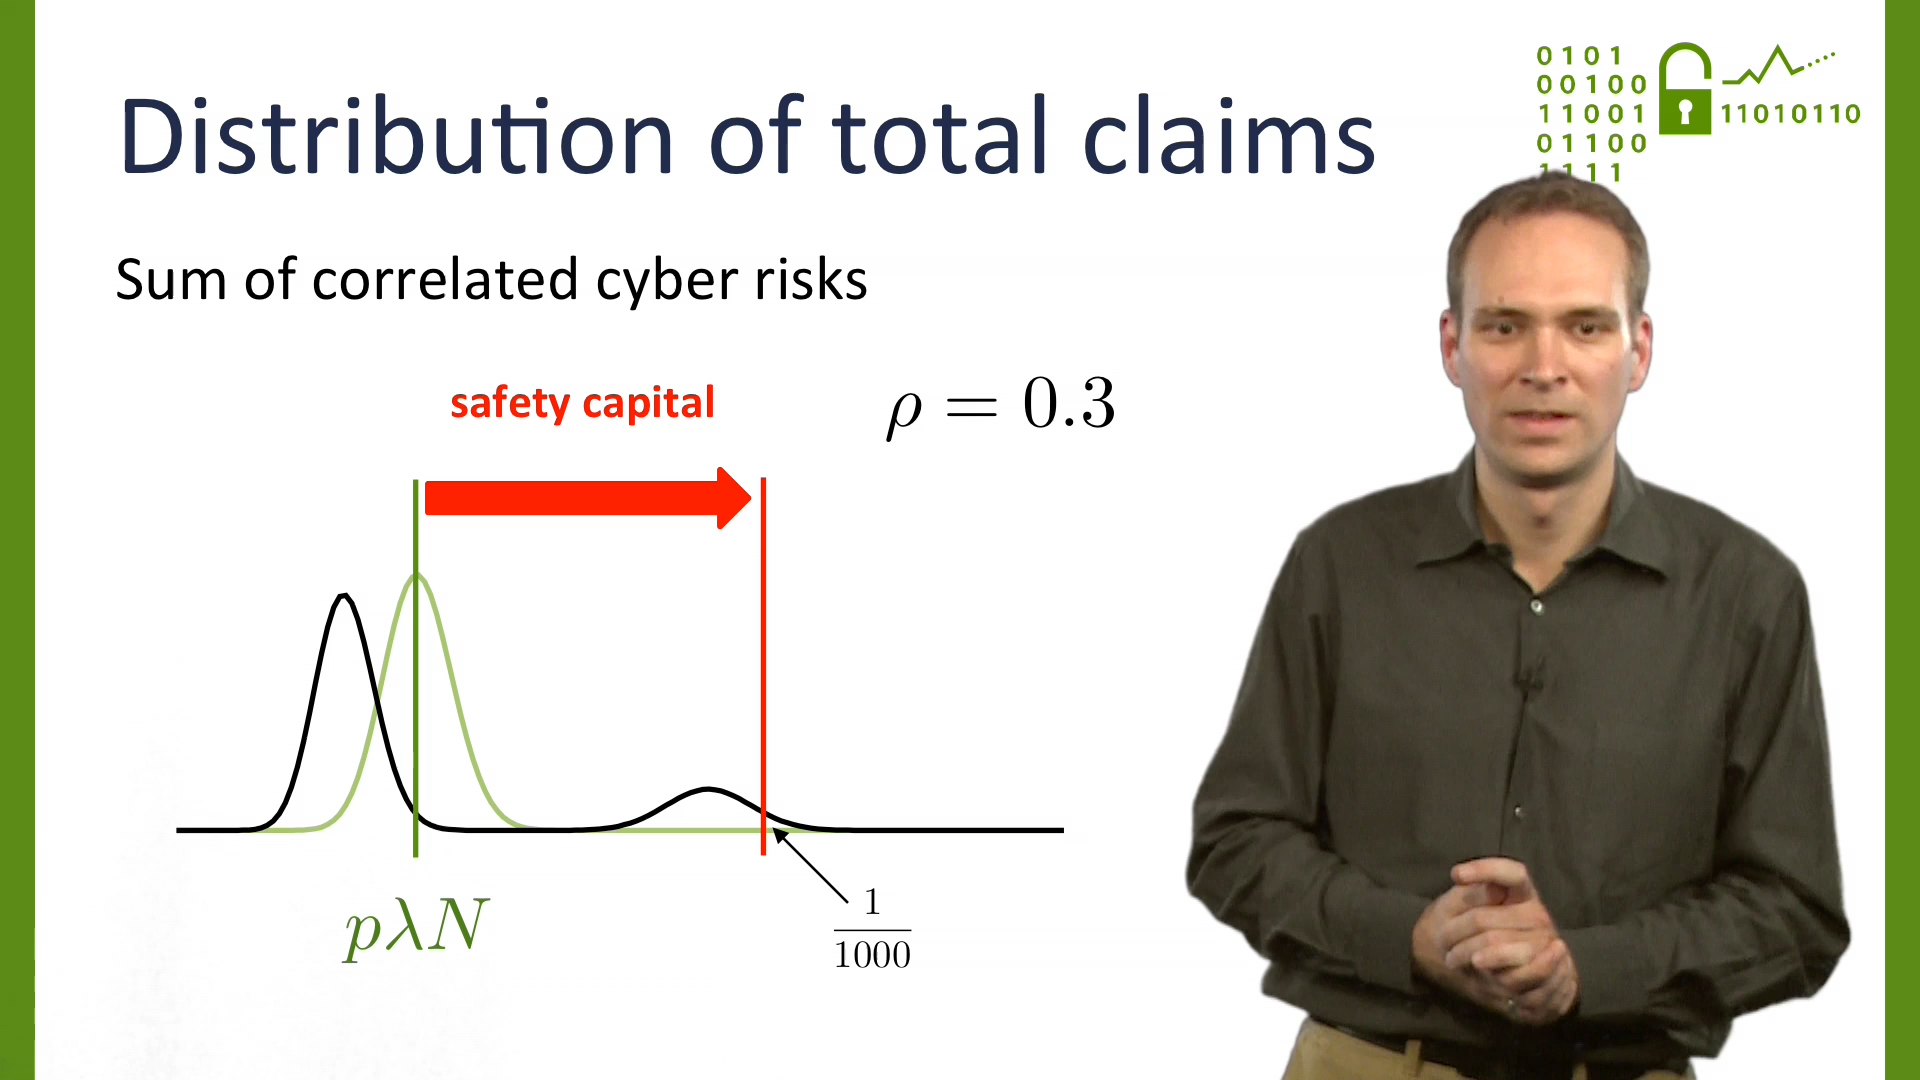 Distribution of total claims
0101
00100
11001
01100
1111
11010110
Sum of correlated cyber risks
safety capital
ρ = 0.3
pλN
1
1000